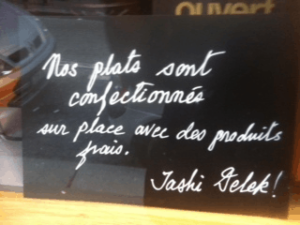 ouvert
Nos plats sont
confectionnés
sur place avec des produits
frais.
Tashi Delek!